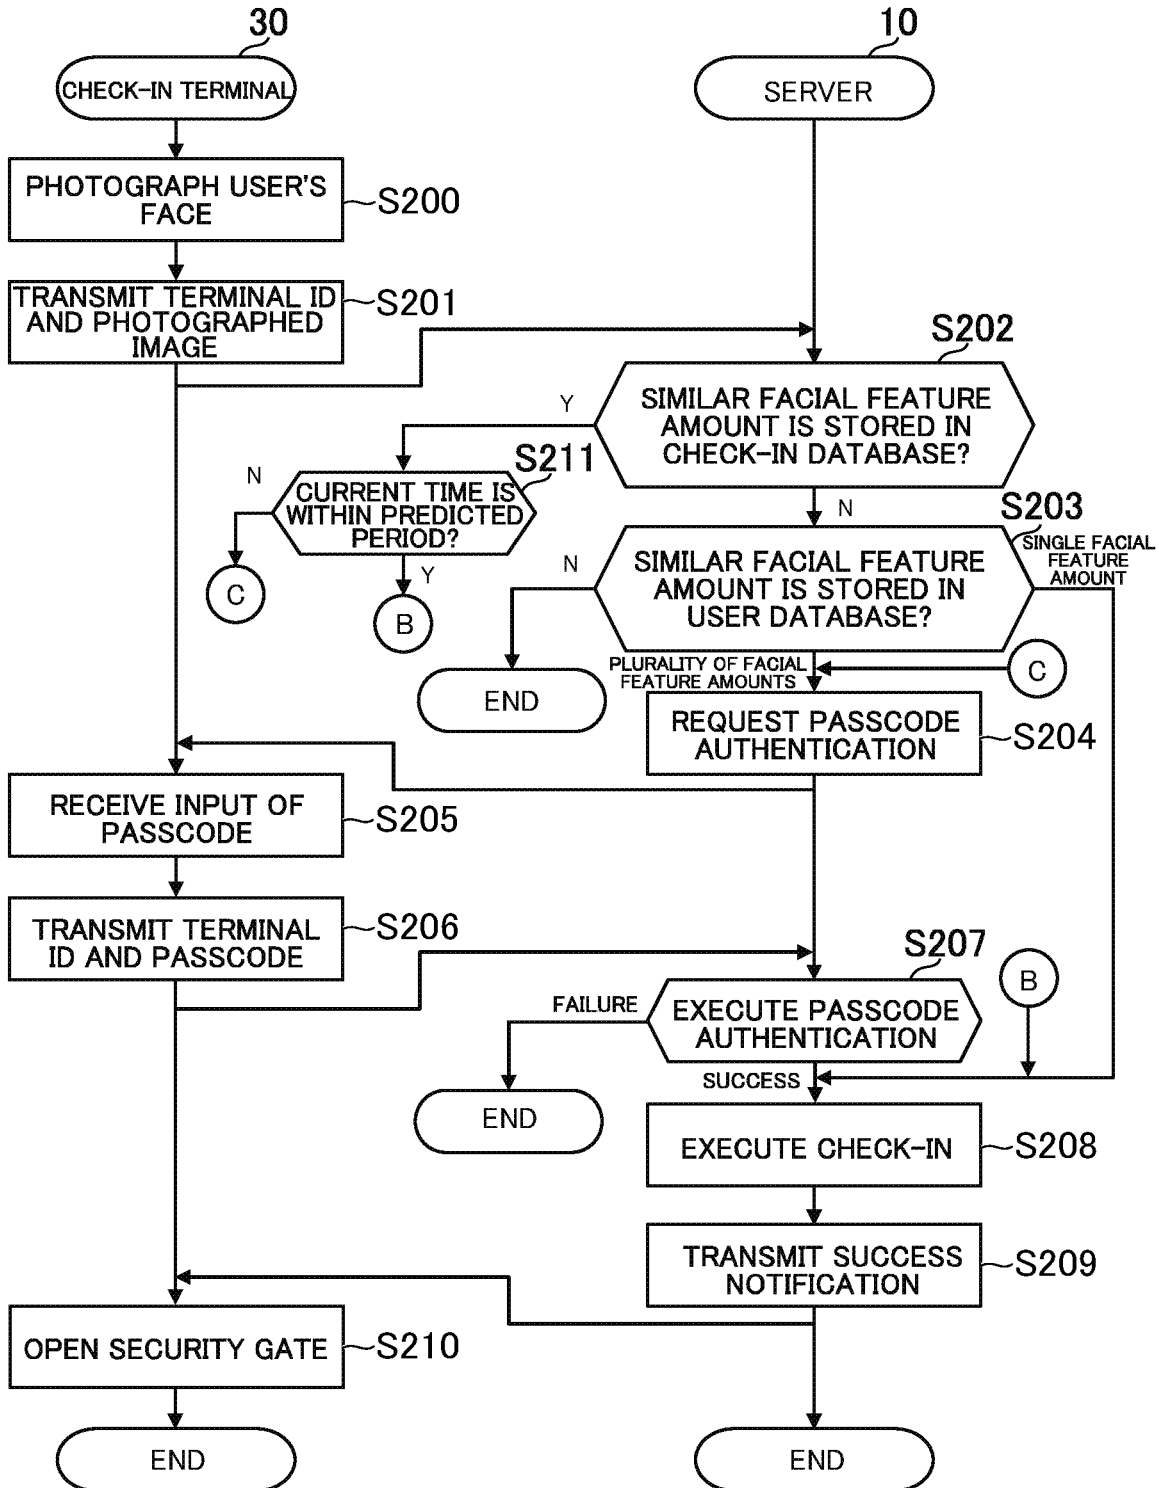 30
CHECK-IN TERMINAL
10
SERVER
PHOTOGRAPH USER'S
FACE
S200
TRANSMIT TERMINAL ID
AND PHOTOGRAPHED
IMAGE
S201
S202
SIMILAR FACIAL FEATURE
AMOUNT IS STORED IN
CHECK-IN DATABASE?
Y
N
S211
CURRENT TIME IS
WITHIN PREDICTED
PERIOD?
N
Y
C
B
S203
SIMILAR FACIAL FEATURE
AMOUNT IS STORED IN
USER DATABASE?
N
SINGLE FACIAL
FEATURE
AMOUNT
END
PLURALITY OF FACIAL
FEATURE AMOUNTS
C
REQUEST PASSCODE
AUTHENTICATION
S204
RECEIVE INPUT OF
PASSCODE
S205
TRANSMIT TERMINAL
ID AND PASSCODE
S206
S207
EXECUTE PASSCODE
AUTHENTICATION
B
FAILURE
SUCCESS
END
EXECUTE CHECK-IN
S208
TRANSMIT SUCCESS
NOTIFICATION
S209
OPEN SECURITY GATE
S210
END
END